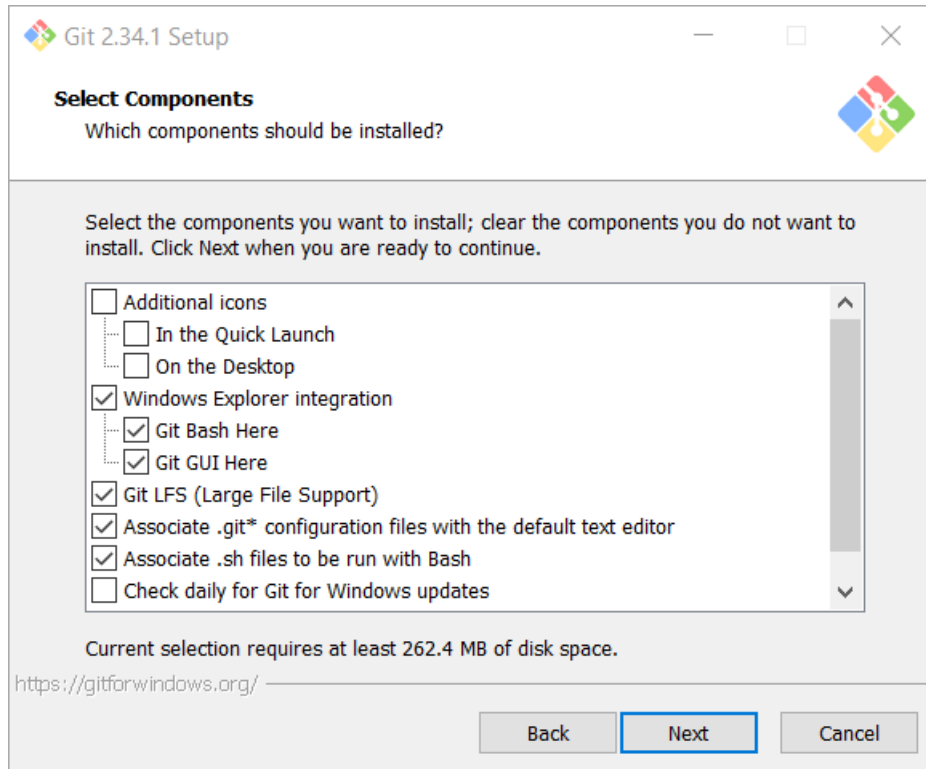 Git 2.34.1 Setup
Select Components
Which components should be installed?
Select the components you want to install; clear the components you do not want to
install. Click Next when you are ready to continue.
Additional icons
In the Quick Launch
On the Desktop
Windows Explorer integration
Git Bash Here
Git GUI Here
Git LFS (Large File Support)
Associate .git* configuration files with the default text editor
Associate .sh files to be run with Bash
Check daily for Git for Windows updates
Current selection requires at least 262.4 MB of disk space.
https://gitforwindows.org/
Back Next Cancel